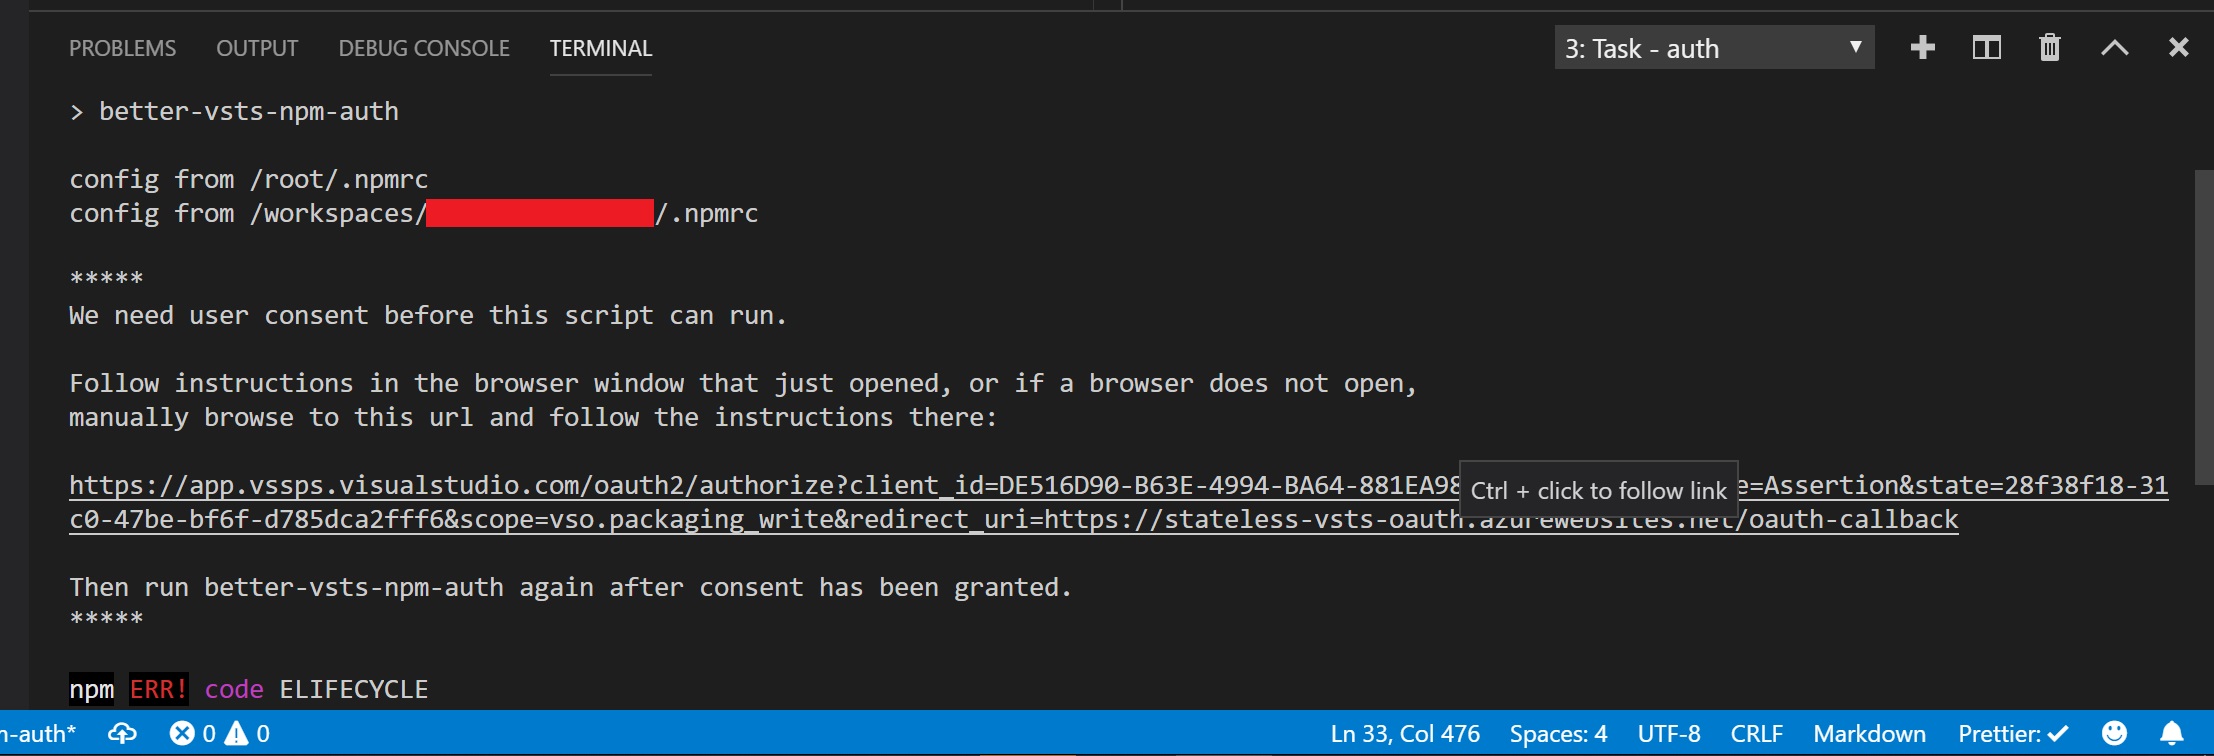 PROBLEMS OUTPUT DEBUG CONSOLE TERMINAL 3: Task - auth
> better-vsts-npm-auth
config from /root/.npmrc
config from /workspaces/ /.npmrc
*****
We need user consent before this script can run.
Follow instructions in the browser window that just opened, or if a browser does not open,
manually browse to this url and follow the instructions there:
https://app.vssps.visualstudio.com/oauth2/authorize?client_id=DE516D90-B63E-4994-BA64-881EA98 Ctrl + click to follow link e=Assertion&state=28f38f18-31
c0-47be-bf6f-d785dca2fff6&scope=vso.packaging_write&redirect_uri=https://stateless-vsts-oauth.azurewebsites.net/oauth-callback
Then run better-vsts-npm-auth again after consent has been granted.
*****
npm ERR! code ELIFECYCLE
-auth* 0 0 Ln 33, Col 476 Spaces: 4 UTF-8 CRLF Markdown Prettier: ✓